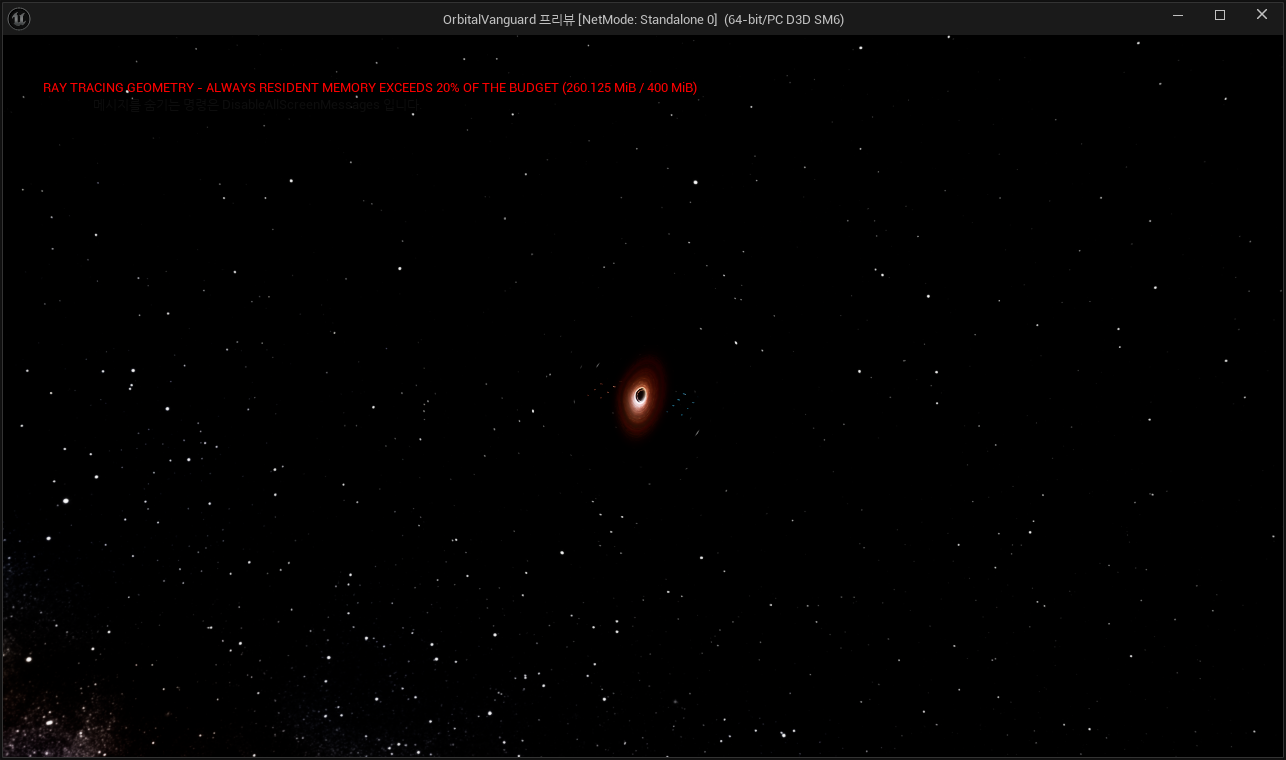 OrbitalVanguard 프리뷰 [NetMode: Standalone 0] (64-bit/PC D3D SM6)
RAY TRACING GEOMETRY - ALWAYS RESIDENT MEMORY EXCEEDS 20% OF THE BUDGET (260.125 MiB / 400 MiB)
메시지를 숨기는 명령은 'DisableAllScreenMessages' 입니다